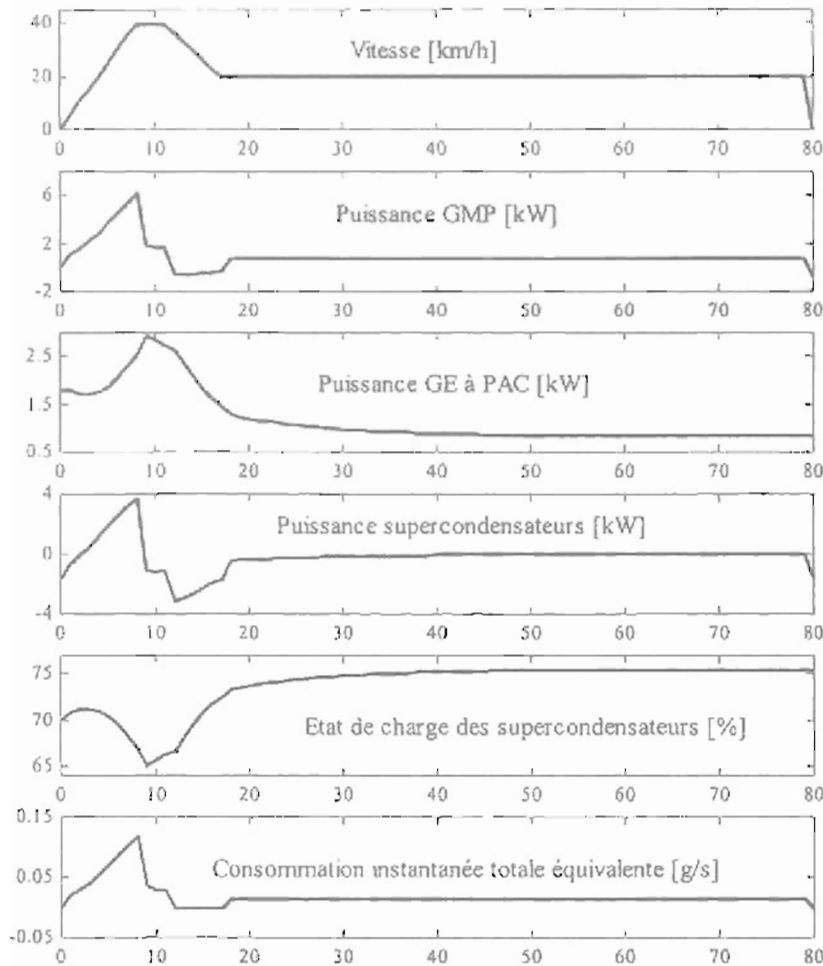 40
20
0
Vitesse [km/h]
0 10 20 30 40 50 60 70 80
6
2
-2
Puissance GMP [kW]
0 10 20 30 40 50 60 70 80
2.5
1.5
0.5
Puissance GE à PAC [kW]
0 10 20 30 40 50 60 70 80
4
0
-4
Puissance supercondensateurs [kW]
0 10 20 30 40 50 60 70 80
75
70
65
Etat de charge des supercondensateurs [%]
0 10 20 30 40 50 60 70 80
0.15
0.05
-0.05
Consommation instantanée totale équivalente [g/s]
0 10 20 30 40 50 60 70 80